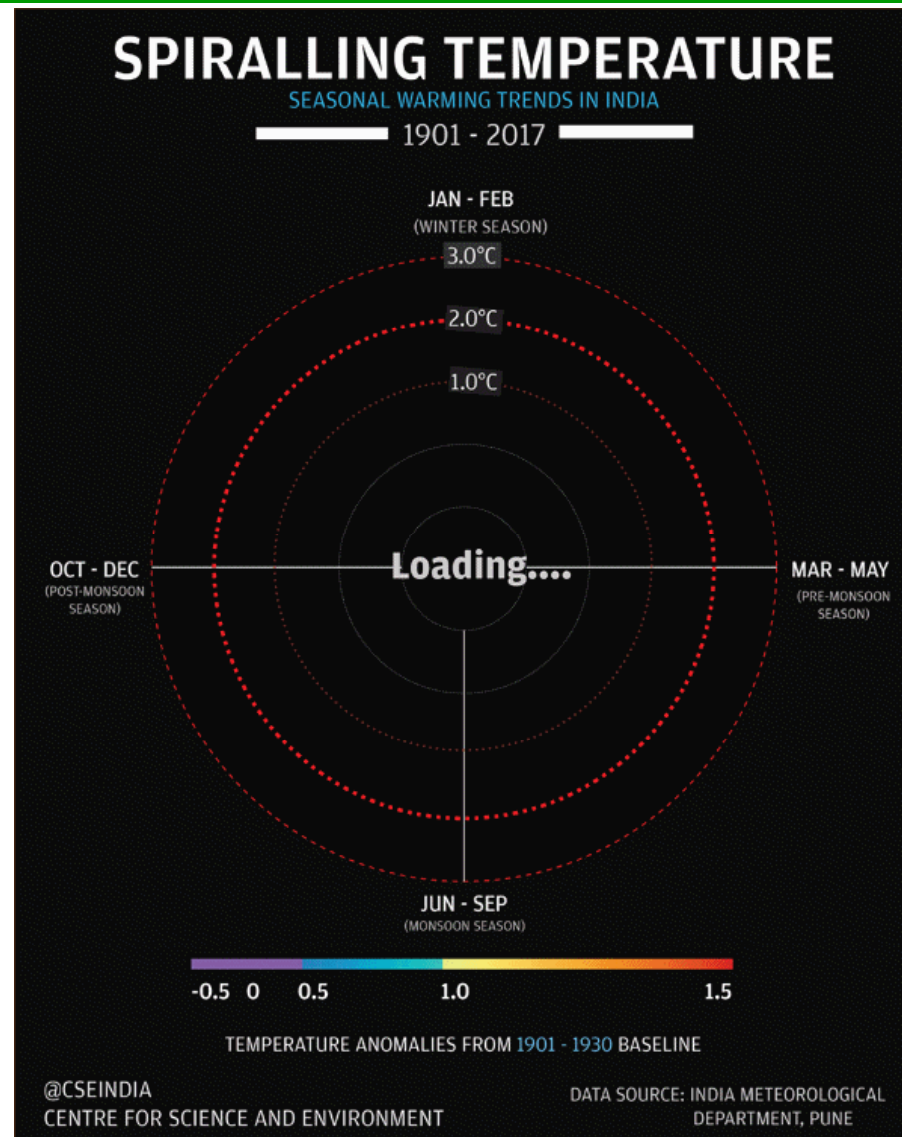 SPIRALLING TEMPERATURE
SEASONAL WARMING TRENDS IN INDIA
1901 - 2017
JAN - FEB
(WINTER SEASON)
3.0°C
2.0°C
1.0°C
Loading....
OCT - DEC
(POST-MONSOON
SEASON)
MAR - MAY
(PRE-MONSOON
SEASON)
JUN - SEP
(MONSOON SEASON)
-0.5 0 0.5 1.0 1.5
TEMPERATURE ANOMALIES FROM 1901 - 1930 BASELINE
@CSEINDIA
CENTRE FOR SCIENCE AND ENVIRONMENT
DATA SOURCE: INDIA METEOROLOGICAL
DEPARTMENT, PUNE